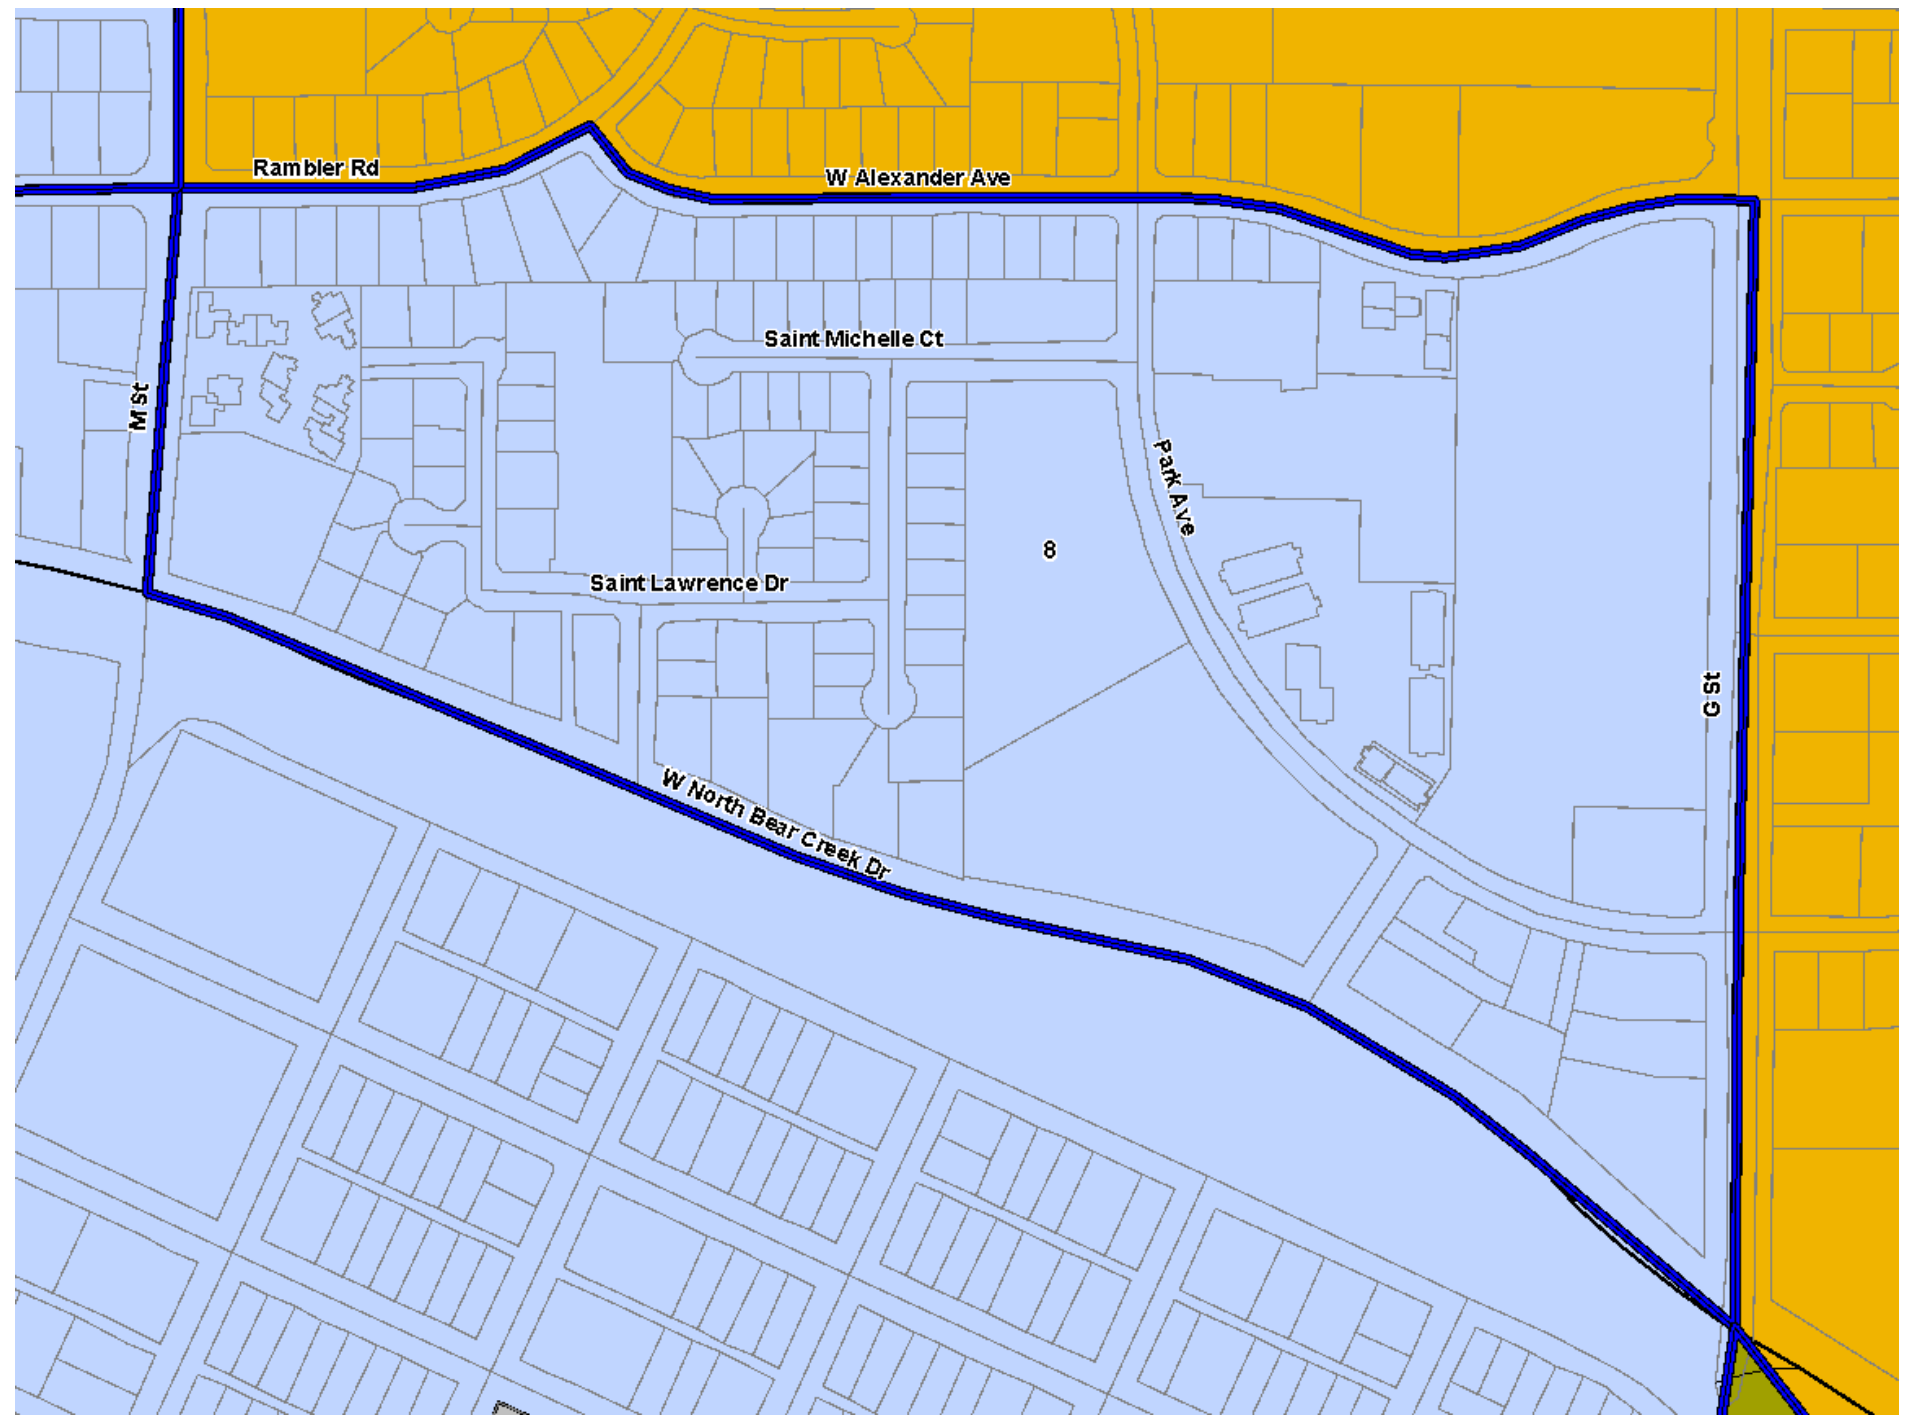 Rambler Rd
W Alexander Ave
Saint Michelle Ct
M St
Park Ave
8
Saint Lawrence Dr
G St
W North Bear Creek Dr